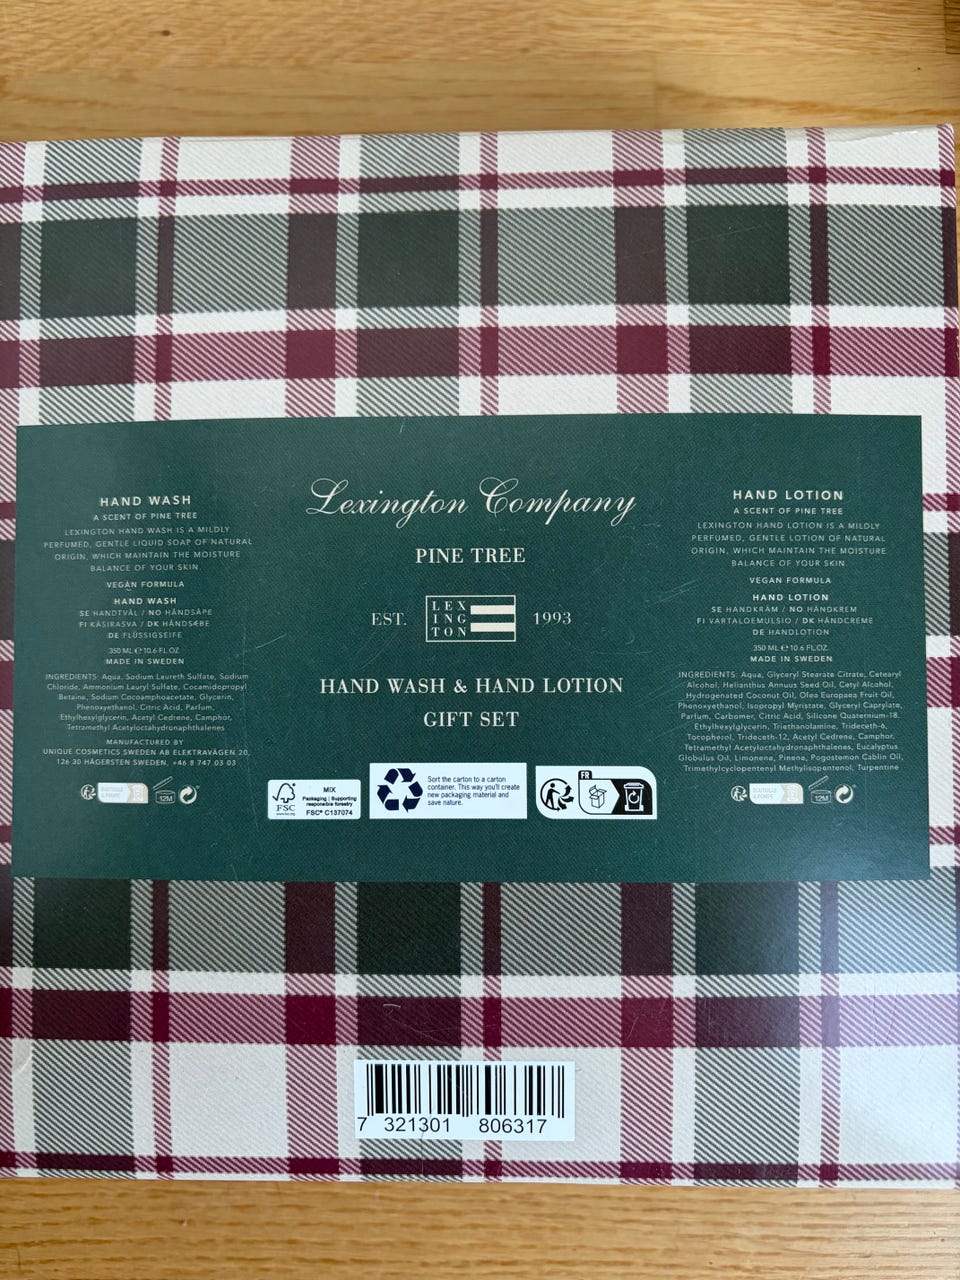 Lexington Company
PINE TREE
EST.
LEX
ING
TON
1993
HAND WASH & HAND LOTION
GIFT SET
HAND WASH
A SCENT OF PINE TREE
LEXINGTON HAND WASH IS A MILDLY
PERFUMED, GENTLE LIQUID SOAP OF NATURAL
ORIGIN, WHICH MAINTAIN THE MOISTURE
BALANCE OF YOUR SKIN.
VEGAN FORMULA
HAND WASH
SE HANDTVÅL / NO HÅNDSÅPE
FI KÄSIRASVA / DK HÅNDSÆBE
DE FLÜSSIGSEIFE
350 ML ℮ 10.6 FL.OZ
MADE IN SWEDEN
INGREDIENTS: Aqua, Sodium Laureth Sulfate, Sodium
Chloride, Ammonium Lauryl Sulfate, Cocamidopropyl
Betaine, Sodium Cocoamphoacetate, Glycerin,
Phenoxyethanol, Citric Acid, Parfum,
Ethylhexylglycerin, Acetyl Cedrene, Camphor,
Tetramethyl Acetyloctahydronaphthalenes
MANUFACTURED BY
UNIQUE COSMETICS SWEDEN AB ELEKTRAVÄGEN 20,
126 30 HÄGERSTEN SWEDEN, +46 8 747 03 03
12M
HAND LOTION
A SCENT OF PINE TREE
LEXINGTON HAND LOTION IS A MILDLY
PERFUMED, GENTLE LOTION OF NATURAL
ORIGIN, WHICH MAINTAIN THE MOISTURE
BALANCE OF YOUR SKIN.
VEGAN FORMULA
HAND LOTION
SE HANDKRÄM / NO HÅNDKREM
FI VARTALOEMULSIO / DK HÅNDCREME
DE HANDLOTION
350 ML ℮ 10.6 FL.OZ.
MADE IN SWEDEN
INGREDIENTS: Aqua, Glyceryl Stearate Citrate, Cetearyl
Alcohol, Helianthus Annuus Seed Oil, Cetyl Alcohol,
Hydrogenated Coconut Oil, Olea Europaea Fruit Oil,
Phenoxyethanol, Isopropyl Myristate, Glyceryl Caprylate,
Parfum, Carbomer, Citric Acid, Silicone Quaternium-18,
Ethylhexylglycerin, Triethanolamine, Trideceth-6,
Tocopherol, Trideceth-12, Acetyl Cedrene, Camphor,
Tetramethyl Acetyloctahydronaphthalenes, Eucalyptus
Globulus Oil, Limonene, Pinene, Pogosteman Cablin Oil,
Trimethylcyclopentenyl Methylisopentenol, Turpentine
12M
FSC
www.fsc.org
MIX
Packaging | Supporting
responsible forestry
FSC® C137074
Sort the carton to a carton
container. This way you'll create
new packaging material and
save nature.
FR
7 321301 806317